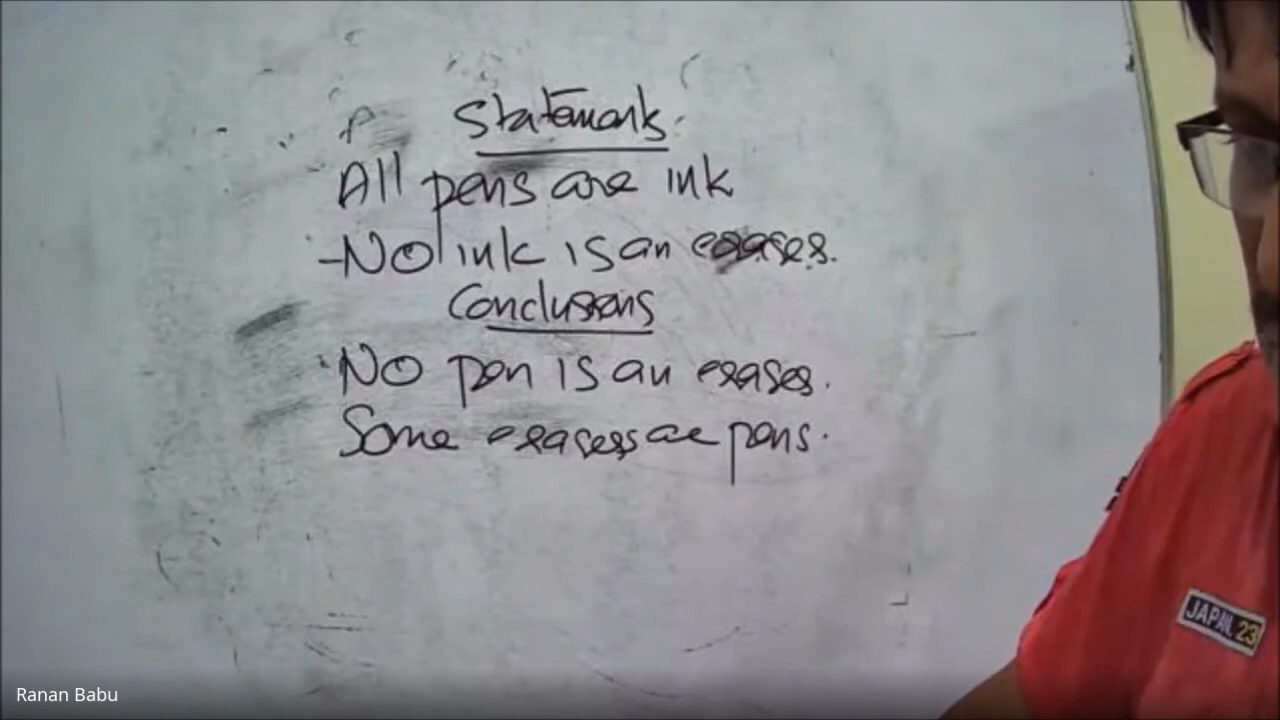 Statements.
All pens are ink
-No ink is an erases.
Conclusions
No pen is an erases.
Some erasess are pens.
JAPAN 23
Ranan Babu